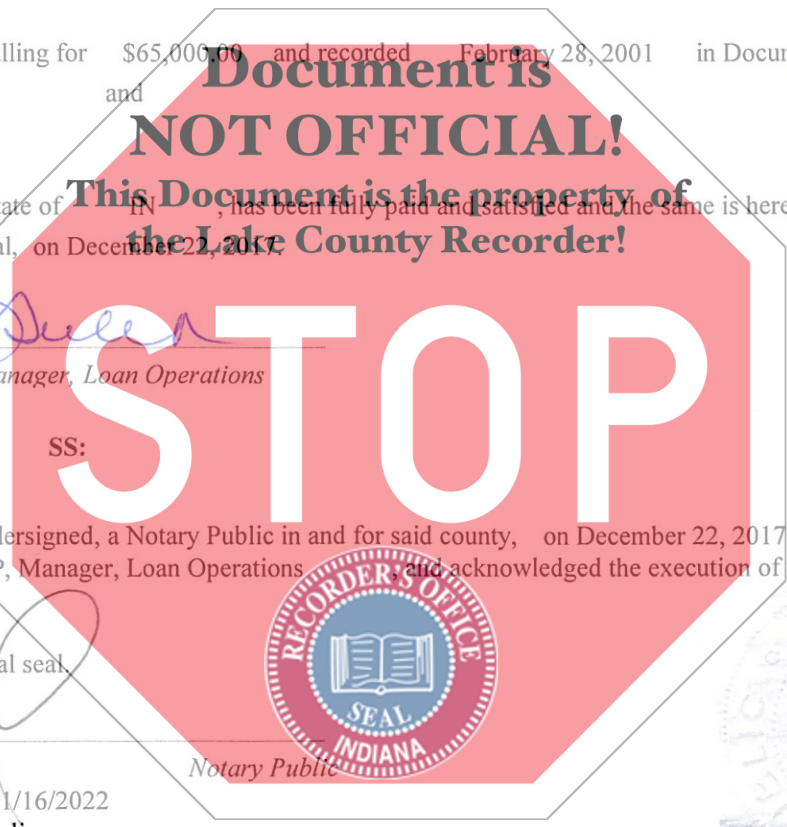 lling for $65,000.00 and recorded February 28, 2001 in Docum
and
Document is
NOT OFFICIAL!
This Document is the property of
the Lake County Recorder!
ate of IN , has been fully paid and satisfied and the same is here
al, on December 22, 2017.
anager, Loan Operations
STOP
SS:
dersigned, a Notary Public in and for said county, on December 22, 2017
P, Manager, Loan Operations , and acknowledged the execution of
RECORDER'S OFFICE
SEAL
INDIANA
al seal.
Notary Public
1/16/2022